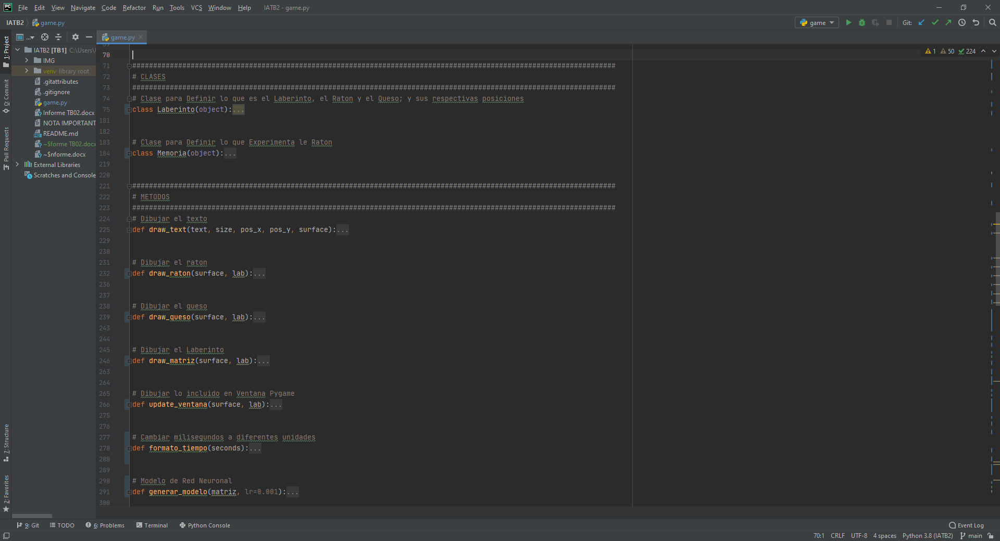 PC File Edit View Navigate Code Refactor Run Tools VCS Window Help IATB2 - game.py
IATB2 game.py game Git:
... game.py
1: Project
0: Commit
Pull Requests
7: Structure
2: Favorites
IATB2 [TB1] C:\Users\
IMG
venv library root
.gitattributes
.gitignore
game.py
Informe TB02.docx
NOTA IMPORTANT
README.md
~$forme TB02.docx
~$nforme.docx
External Libraries
Scratches and Console
1 50 224
69
70
71 ####################################################################################################################
72 # CLASES
73 ####################################################################################################################
74 # Clase para Definir lo que es el Laberinto, el Raton y el Queso; y sus respectivas posiciones
75 class Laberinto(object):...
181
182
183 # Clase para Definir lo que Experimenta le Raton
184 class Memoria(object):...
219
220
221 ####################################################################################################################
222 # METODOS
223 ####################################################################################################################
224 # Dibujar el texto
225 def draw_text(text, size, pos_x, pos_y, surface):...
229
230
231 # Dibujar el raton
232 def draw_raton(surface, lab):...
236
237
238 # Dibujar el queso
239 def draw_queso(surface, lab):...
243
244
245 # Dibujar el Laberinto
246 def draw_matriz(surface, lab):...
263
264
265 # Dibujar lo incluido en Ventana Pygame
266 def update_ventana(surface, lab):...
275
276
277 # Cambiar milisegundos a diferentes unidades
278 def formato_tiempo(seconds):...
288
289
290 # Modelo de Red Neuronal
291 def generar_modelo(matriz, lr=0.001):...
300
9: Git TODO 6: Problems Terminal Python Console Event Log
70:1 CRLF UTF-8 4 spaces Python 3.8 (IATB2) main